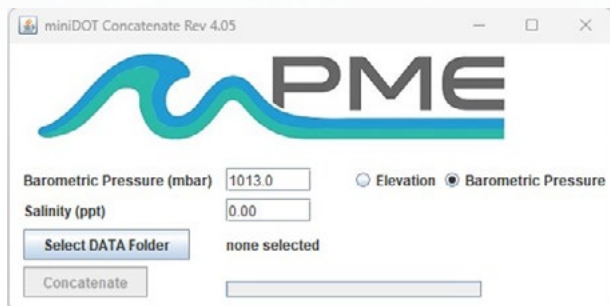 miniDOT Concatenate Rev 4.05
PME
Barometric Pressure (mbar) 1013.0 Elevation Barometric Pressure
Salinity (ppt) 0.00
Select DATA Folder none selected
Concatenate